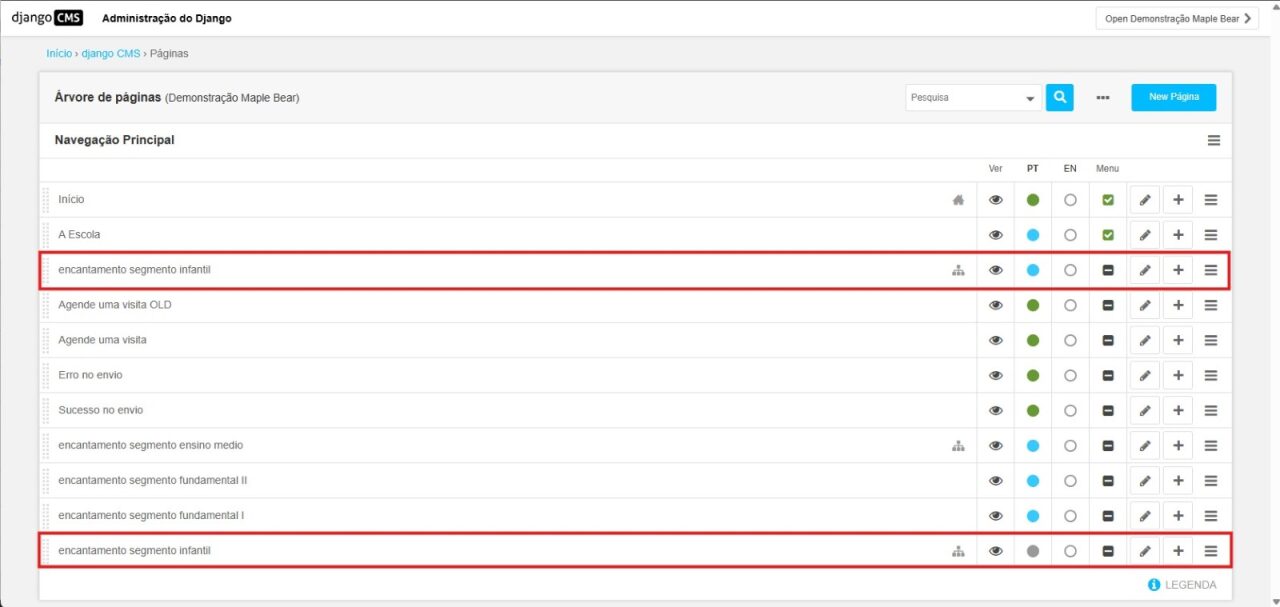 django CMS Administração do Django Open Demonstração Maple Bear
Início › django CMS › Páginas
Árvore de páginas (Demonstração Maple Bear) Pesquisa New Página
Navegação Principal
Ver PT EN Menu
Início
A Escola
encantamento segmento infantil
Agende uma visita OLD
Agende uma visita
Erro no envio
Sucesso no envio
encantamento segmento ensino medio
encantamento segmento fundamental II
encantamento segmento fundamental I
encantamento segmento infantil
LEGENDA